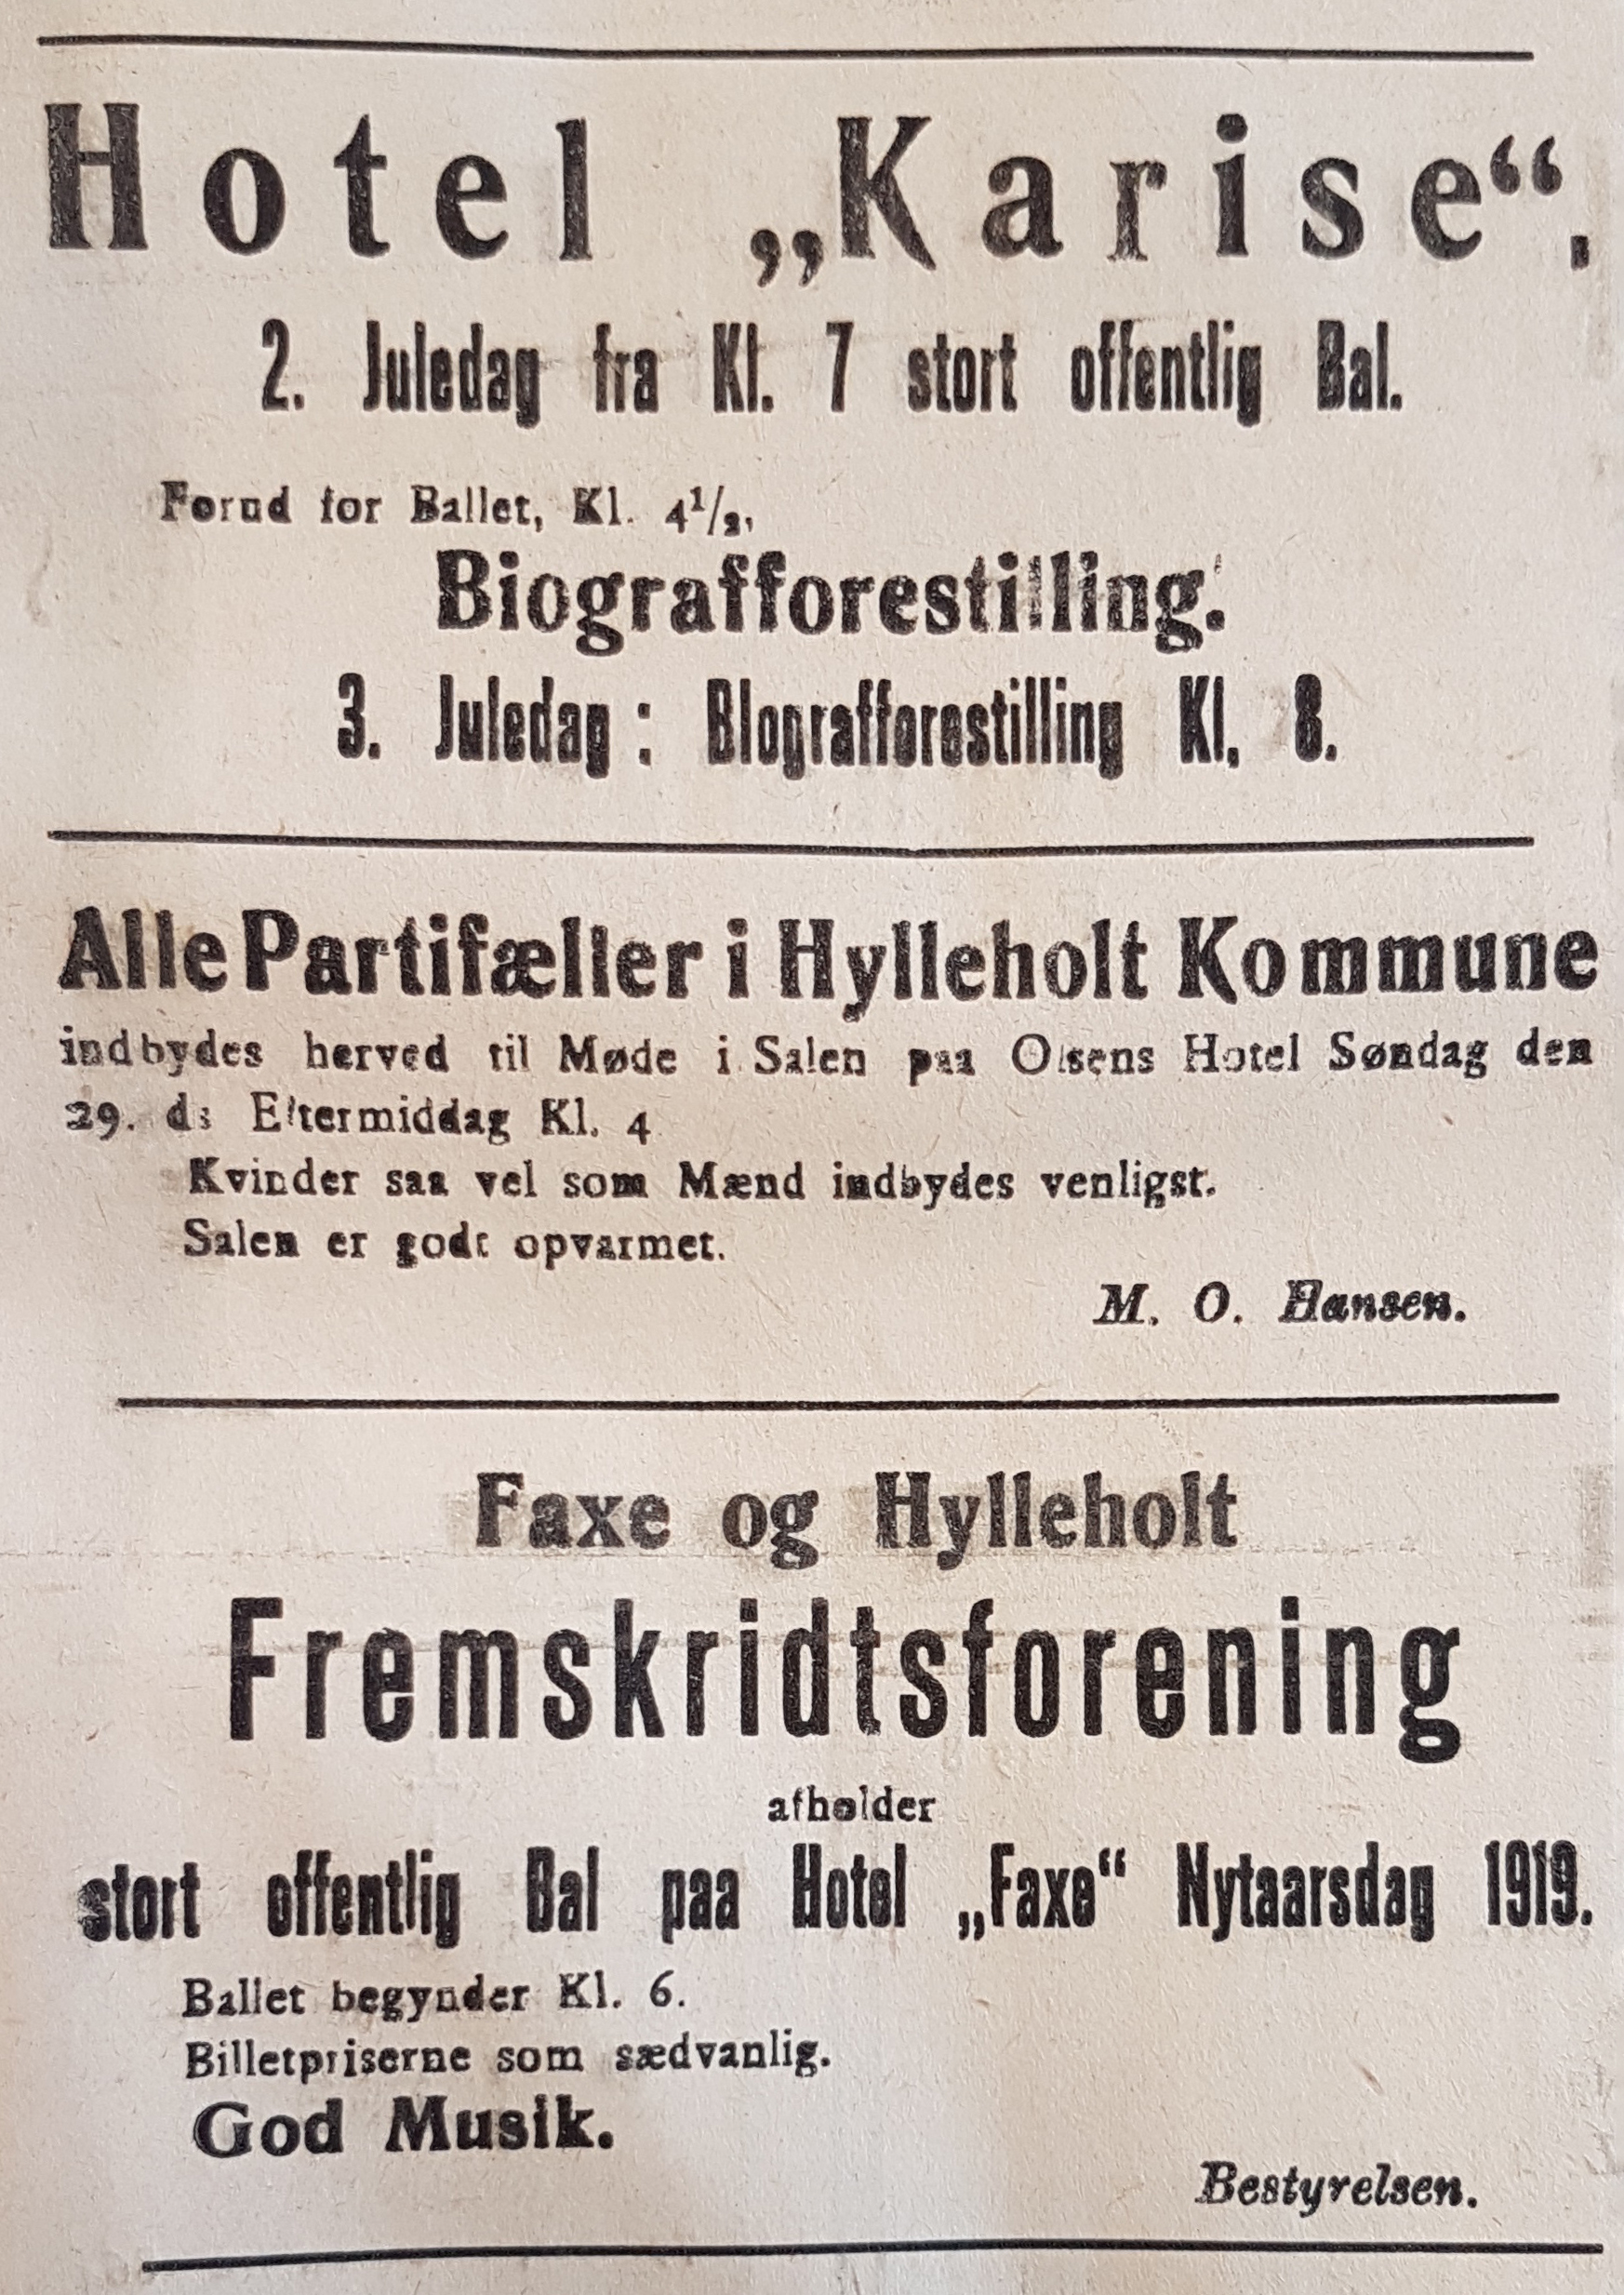 Hotel „Karise“.
2. Juledag fra Kl. 7 stort offentlig Bal.
Forud for Ballet, Kl. 4¹/₂,
Biografforestilling.
3. Juledag: Biografforestilling Kl. 8.
Alle Partifæller i Hylleholt Kommune
indbydes herved til Møde i Salen paa Olsens Hotel Søndag den
29. ds Eftermiddag Kl. 4
Kvinder saa vel som Mænd indbydes venligst.
Salen er godt opvarmet.
M. O. Hansen.
Faxe og Hylleholt
Fremskridtsforening
afholder
stort offentlig Bal paa Hotel „Faxe“ Nytaarsdag 1919.
Ballet begynder Kl. 6.
Billetpriserne som sædvanlig.
God Musik.
Bestyrelsen.